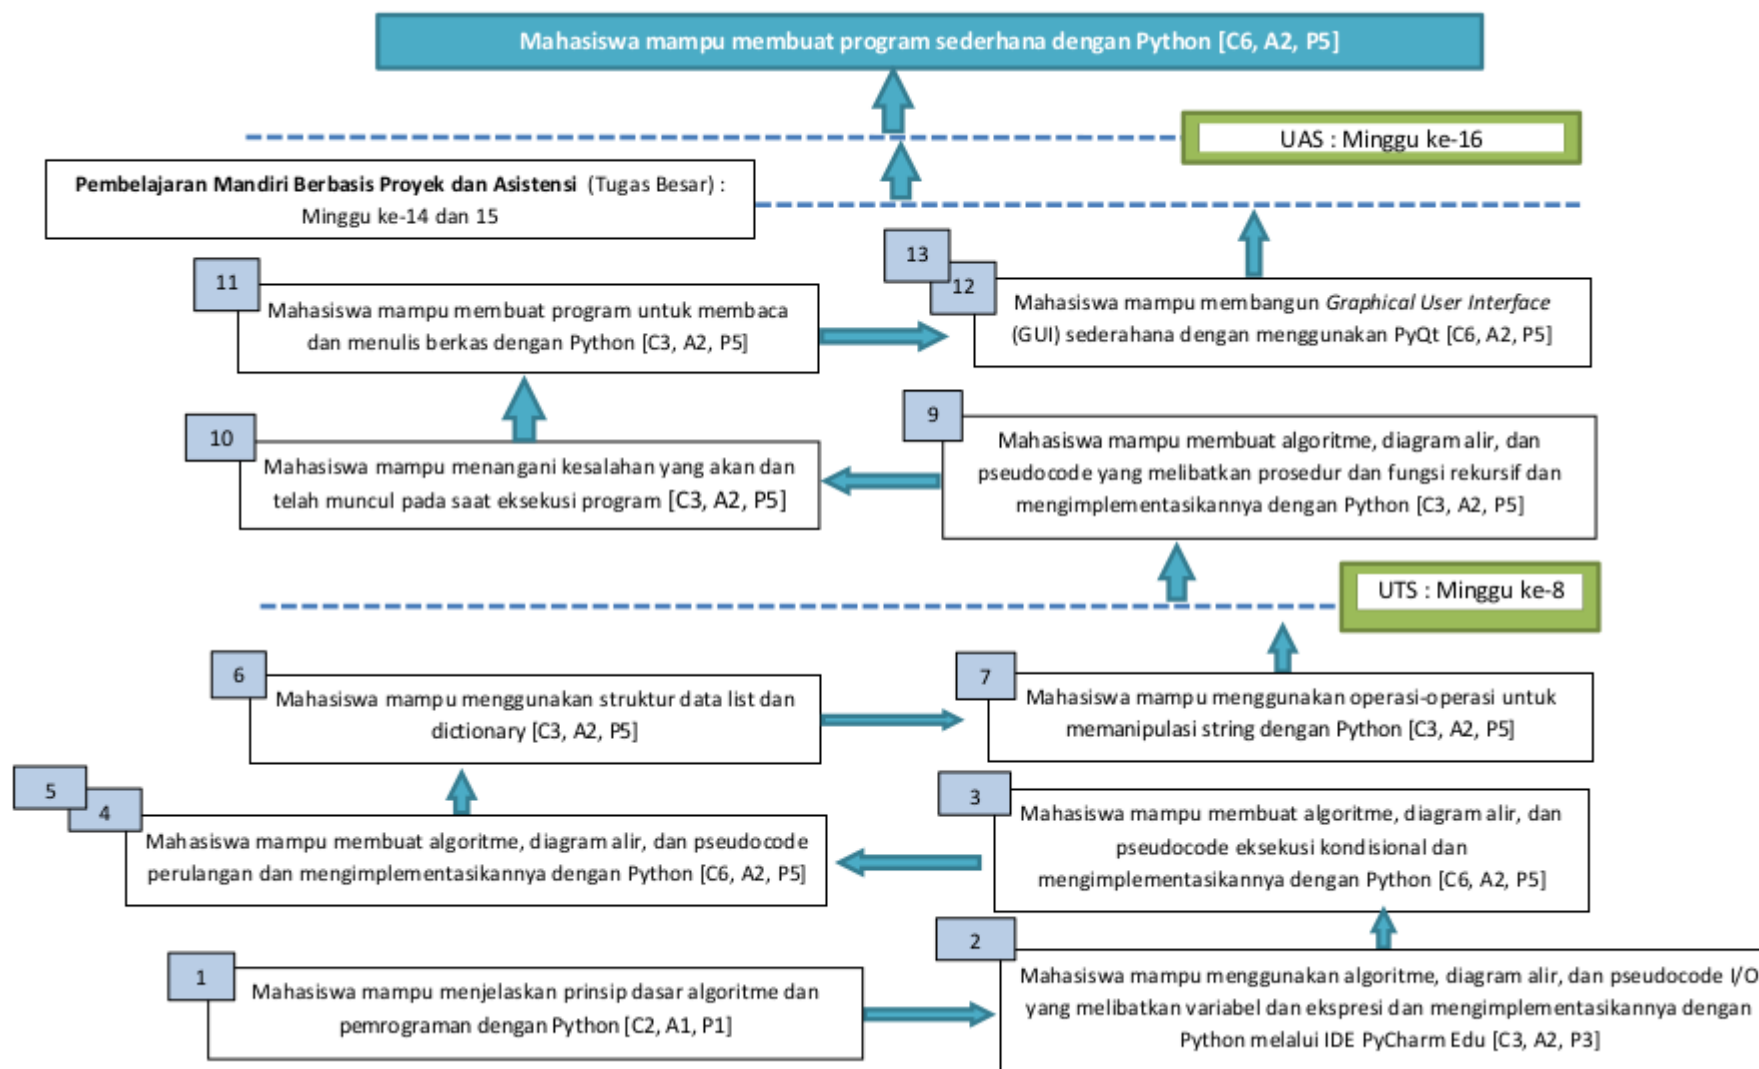 Mahasiswa mampu membuat program sederhana dengan Python [C6, A2, P5]
UAS : Minggu ke-16
Pembelajaran Mandiri Berbasis Proyek dan Asistensi (Tugas Besar) :
Minggu ke-14 dan 15
11
Mahasiswa mampu membuat program untuk membaca
dan menulis berkas dengan Python [C3, A2, P5]
13
12
Mahasiswa mampu membangun Graphical User Interface
(GUI) sederahana dengan menggunakan PyQt [C6, A2, P5]
10
Mahasiswa mampu menangani kesalahan yang akan dan
telah muncul pada saat eksekusi program [C3, A2, P5]
9
Mahasiswa mampu membuat algoritme, diagram alir, dan
pseudocode yang melibatkan prosedur dan fungsi rekursif dan
mengimplementasikannya dengan Python [C3, A2, P5]
UTS : Minggu ke-8
6
Mahasiswa mampu menggunakan struktur data list dan
dictionary [C3, A2, P5]
7
Mahasiswa mampu menggunakan operasi-operasi untuk
memanipulasi string dengan Python [C3, A2, P5]
5
4
Mahasiswa mampu membuat algoritme, diagram alir, dan pseudocode
perulangan dan mengimplementasikannya dengan Python [C6, A2, P5]
3
Mahasiswa mampu membuat algoritme, diagram alir, dan
pseudocode eksekusi kondisional dan
mengimplementasikannya dengan Python [C6, A2, P5]
1
Mahasiswa mampu menjelaskan prinsip dasar algoritme dan
pemrograman dengan Python [C2, A1, P1]
2
Mahasiswa mampu menggunakan algoritme, diagram alir, dan pseudocode I/O
yang melibatkan variabel dan ekspresi dan mengimplementasikannya dengan
Python melalui IDE PyCharm Edu [C3, A2, P3]